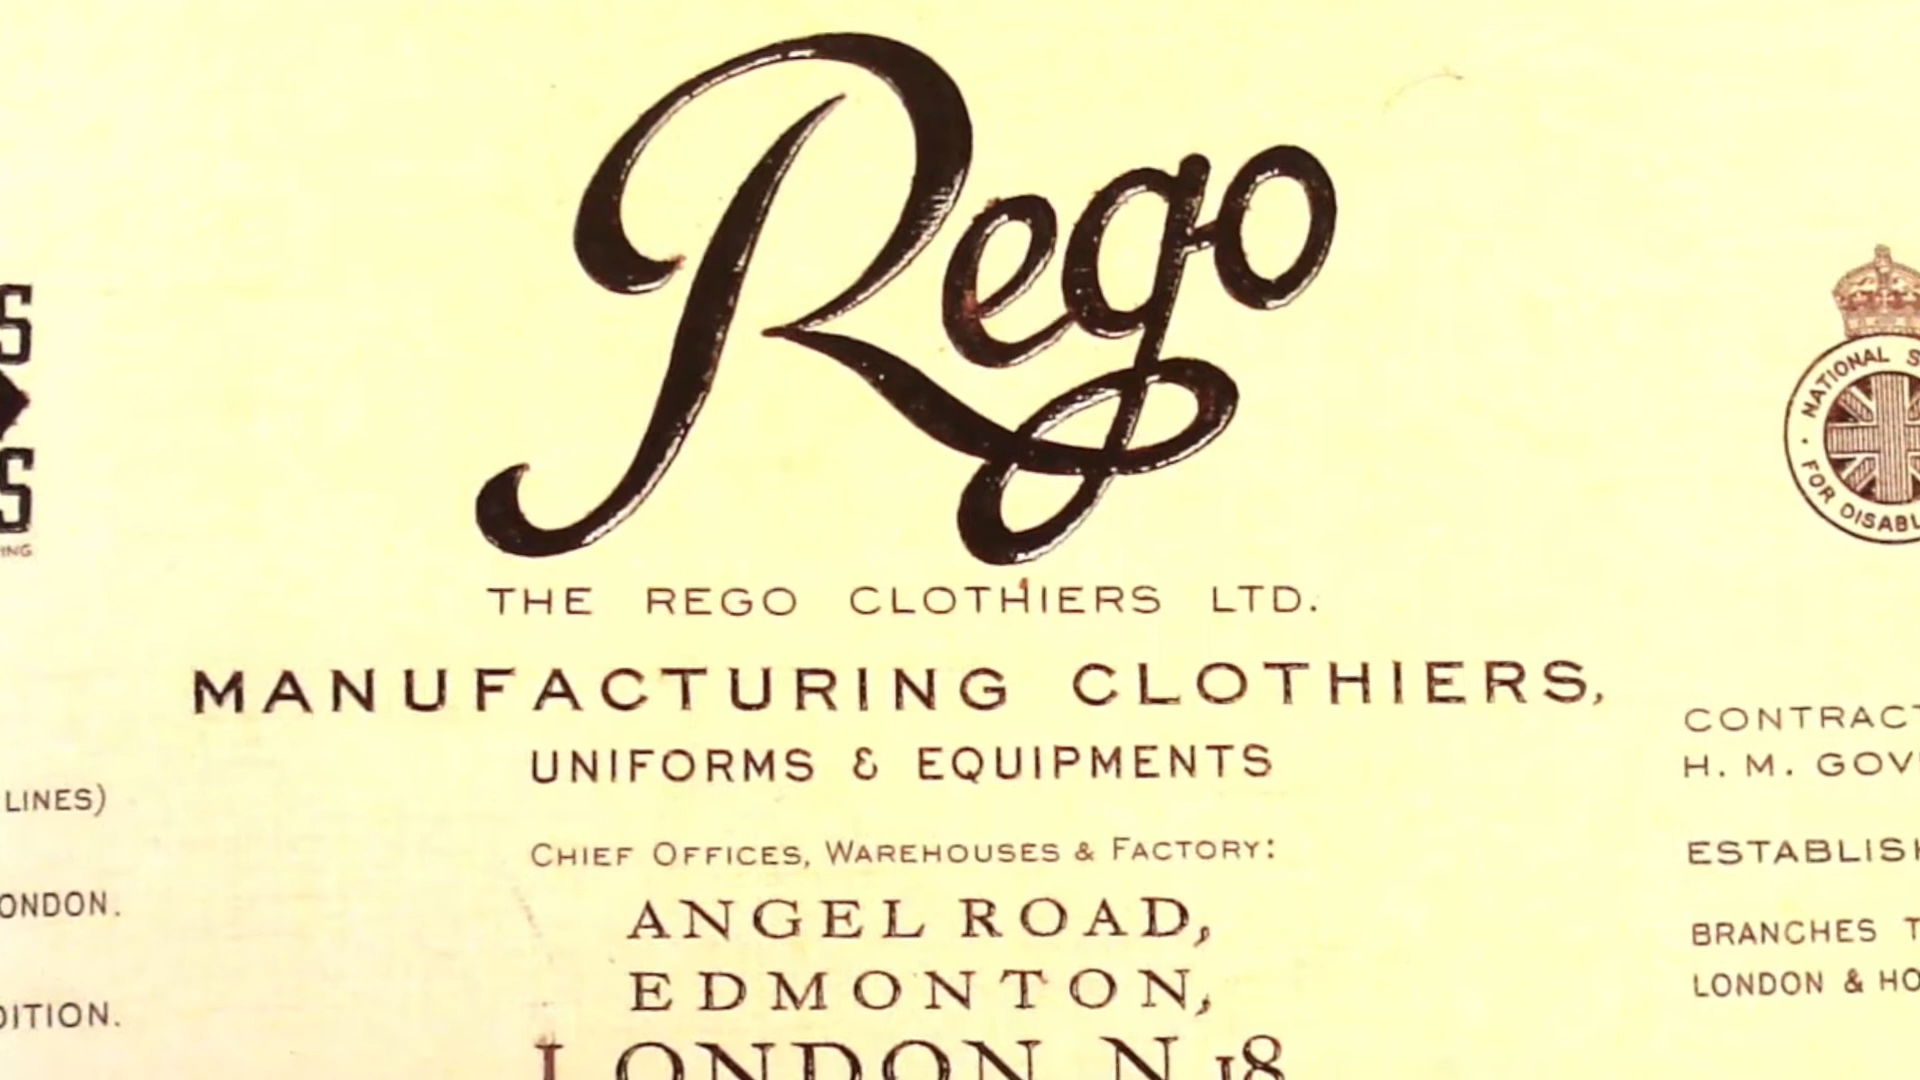 Rego
S
S
NATIONAL
FOR
THE REGO CLOTHIERS LTD.
MANUFACTURING CLOTHIERS,
UNIFORMS & EQUIPMENTS
CHIEF OFFICES, WAREHOUSES & FACTORY:
ANGEL ROAD,
EDMONTON,
LONDON N 18
LINES)
ONDON.
DITION.
CONTRACT
H. M. GOV
ESTABLISH
BRANCHES T
LONDON & HO